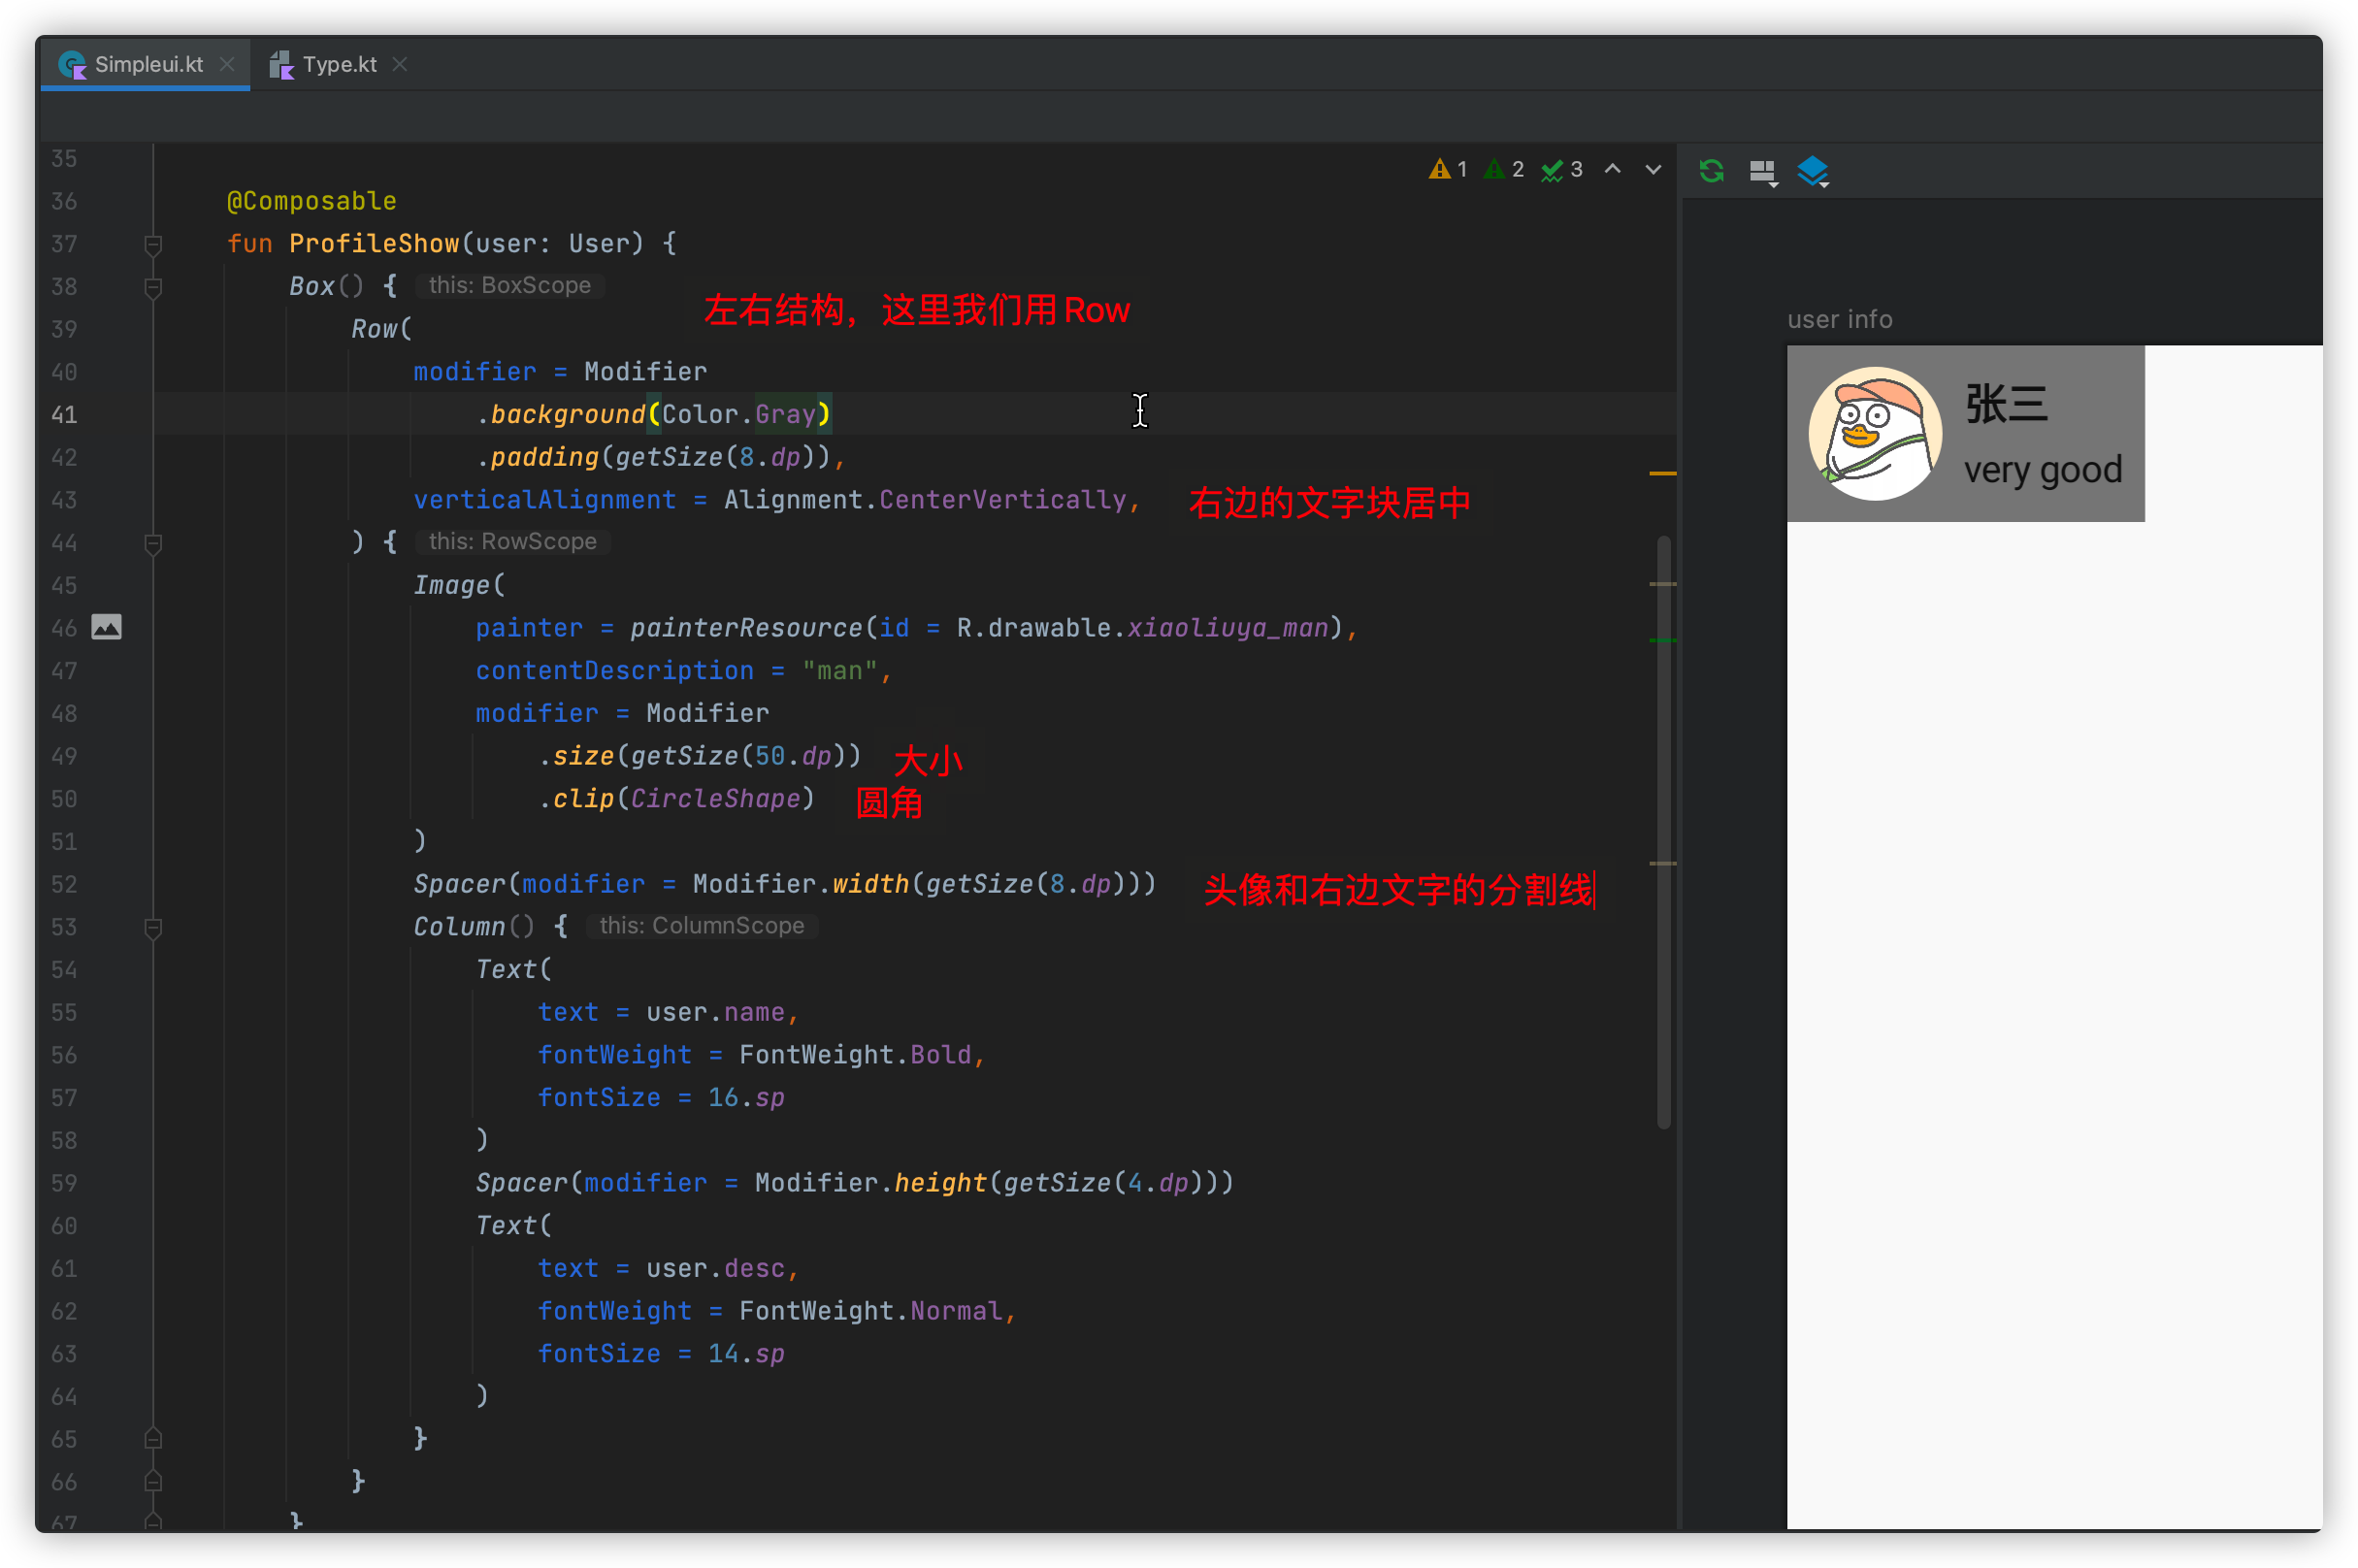 Simpleui.kt
Type.kt
1 2 3
35
36 @Composable
37 fun ProfileShow(user: User) {
38 Box() { this: BoxScope
左右结构，这里我们用Row
39 Row(
40 modifier = Modifier
41 .background(Color.Gray)
42 .padding(getSize(8.dp)),
43 verticalAlignment = Alignment.CenterVertically, 右边的文字块居中
44 ) { this: RowScope
45 Image(
46 painter = painterResource(id = R.drawable.xiaoliuya_man),
47 contentDescription = "man",
48 modifier = Modifier
49 .size(getSize(50.dp)) 大小
50 .clip(CircleShape) 圆角
51 )
52 Spacer(modifier = Modifier.width(getSize(8.dp))) 头像和右边文字的分割线
53 Column() { this: ColumnScope
54 Text(
55 text = user.name,
56 fontWeight = FontWeight.Bold,
57 fontSize = 16.sp
58 )
59 Spacer(modifier = Modifier.height(getSize(4.dp)))
60 Text(
61 text = user.desc,
62 fontWeight = FontWeight.Normal,
63 fontSize = 14.sp
64 )
65 }
66 }
67 }
user info
张三
very good